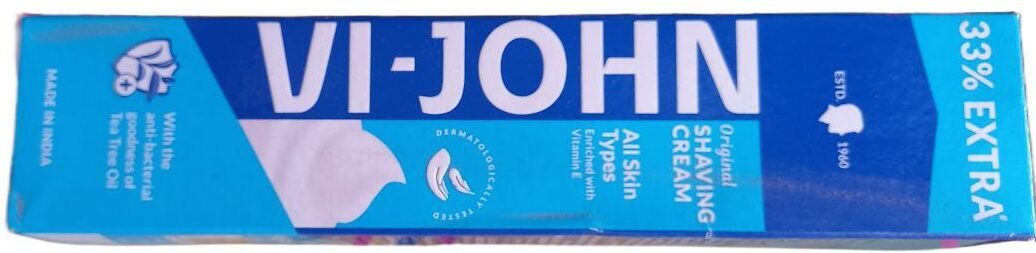 VI-JOHN
Original
SHAVING
CREAM
All Skin
Types
Enriched with
Vitamin E
DERMATOLOGICALLY TESTED
With the
anti-bacterial
goodness of
Tea Tree Oil
MADE IN INDIA
ESTD.
1960
33% EXTRA